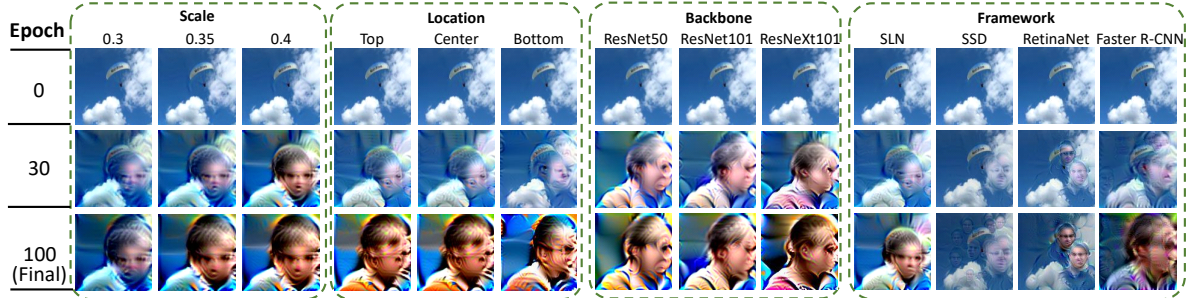 Epoch
Scale
0.3 0.35 0.4
Location
Top Center Bottom
Backbone
ResNet50 ResNet101 ResNeXt101
Framework
SLN SSD RetinaNet Faster R-CNN
0
30
100
(Final)